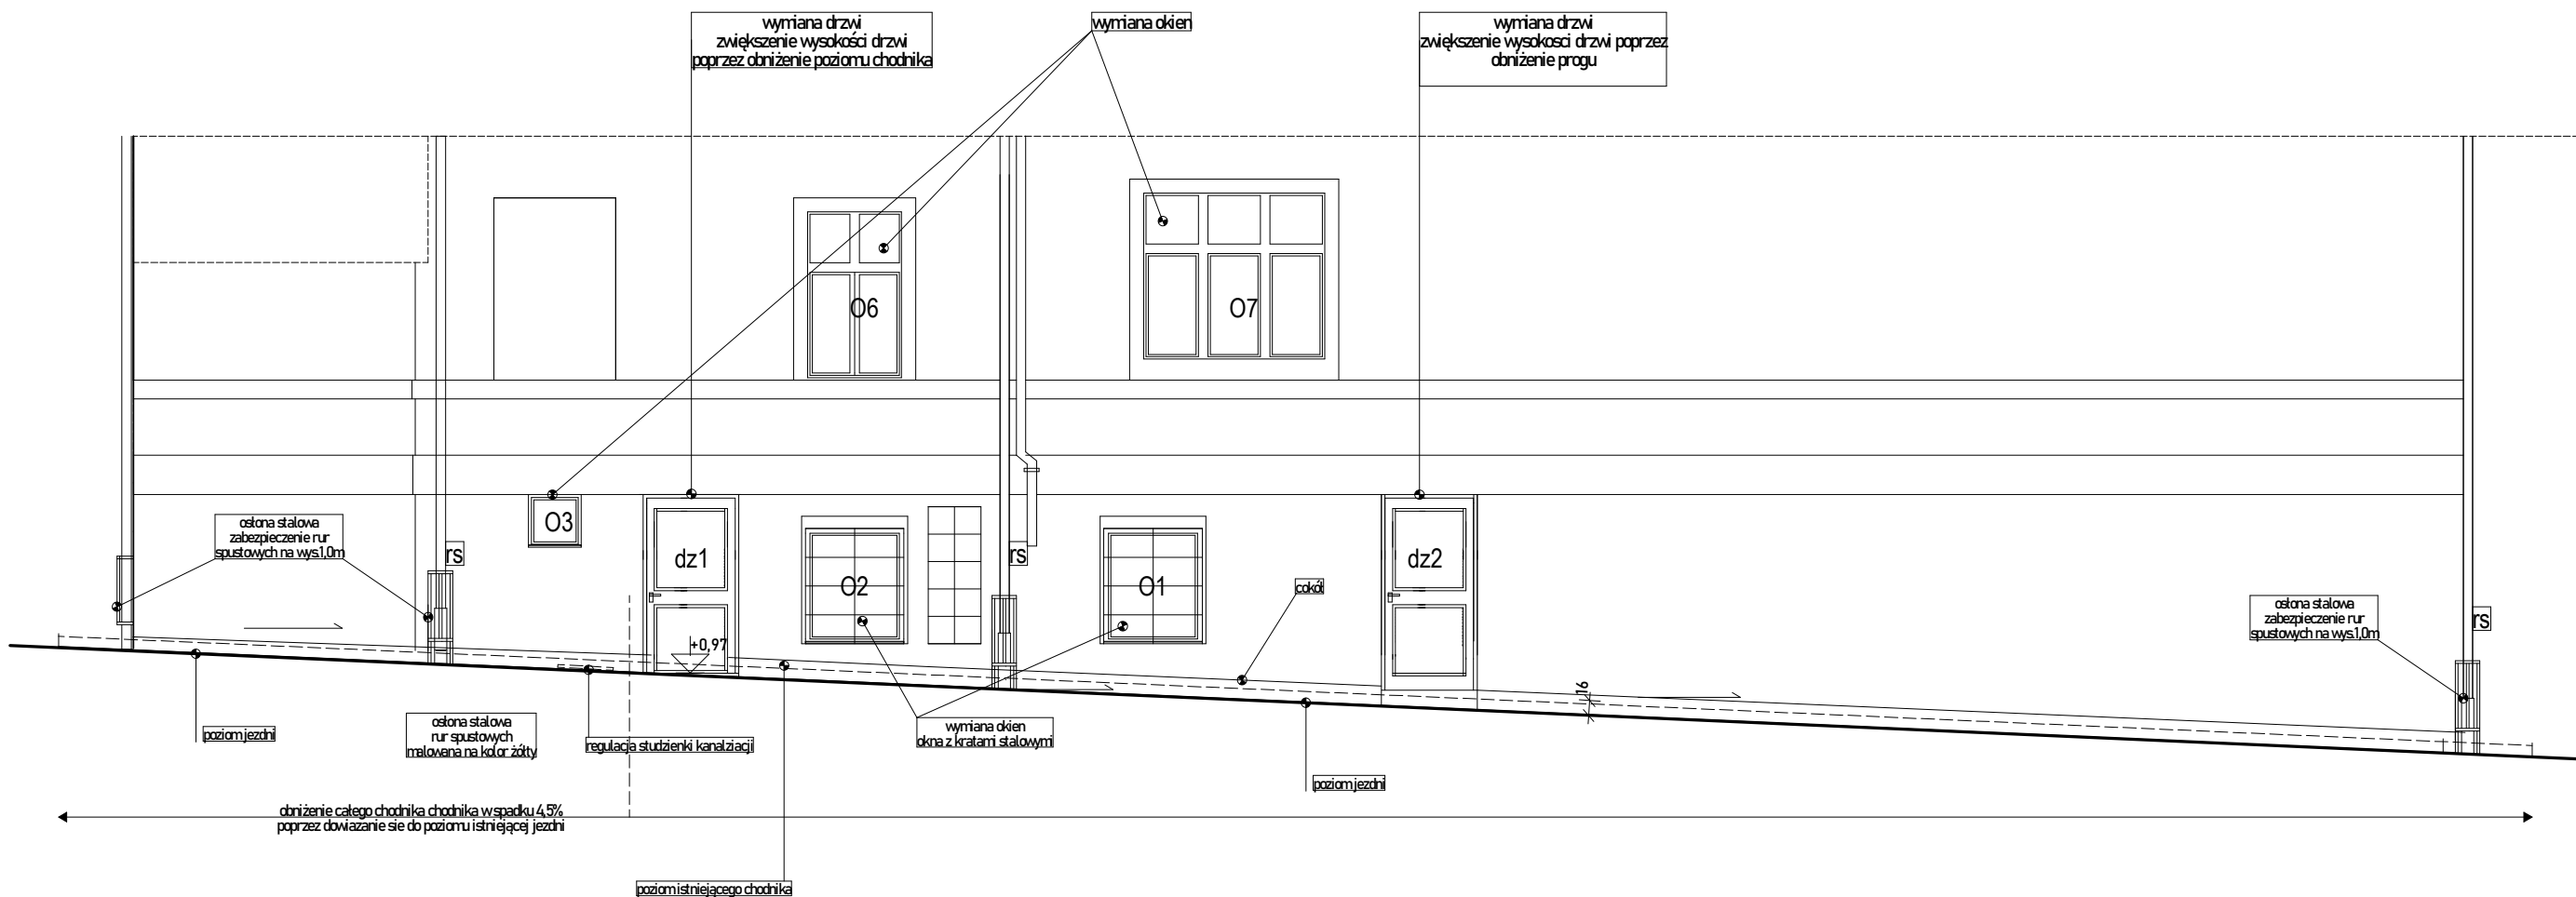 wymiana drzwi
zwiększenie wysokości drzwi
poprzez obniżenie poziomu chodnika
wymiana okien
wymiana drzwi
zwiększenie wysokosci drzwi poprzez
obniżenie progu
O6
O7
O3
dz1
O2
O1
dz2
osłona stalowa
zabezpieczenie rur
spustowych na wys.1,0m
rs
rs
cokół
osłona stalowa
zabezpieczenie rur
spustowych na wys.1,0m
rs
+0,97
16
poziom jezdni
osłona stalowa
rur spustowych
malowana na kolor żółty
regulacja studzienki kanalziacji
wymiana okien
okna z kratami stalowymi
poziom jezdni
obniżenie całego chodnika chodnika w spadku 4,5%
poprzez dowiazanie sie do poziomu istniejącej jezdni
poziom istniejącego chodnika